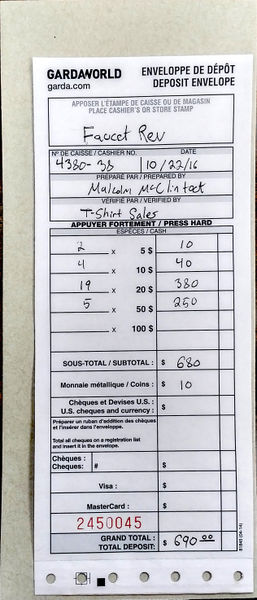 GARDAWORLD ENVELOPPE DE DÉPÔT
garda.com DEPOSIT ENVELOPE
APPOSER L'ÉTAMPE DE CAISSE OU DE MAGASIN
PLACE CASHIER'S OR STORE STAMP
Faucet Rev
Nº DE CAISSE / CASHIER NO. DATE
4380-38 10/22/16
PRÉPARÉ PAR / PREPARED BY
Malcolm McClintock
VÉRIFIÉ PAR / VERIFIED BY
T-Shirt Sales
APPUYER FORTEMENT / PRESS HARD
ESPÈCES / CASH
2 x 5 $ 10
4 x 10 $ 40
19 x 20 $ 380
5 x 50 $ 250
x 100 $
SOUS-TOTAL / SUBTOTAL : $ 680
Monnaie métallique / Coins : $ 10
Chèques et Devises U.S. :
U.S. cheques and currency : $
Préparer un ruban d'addition des chèques
et l'insérer dans l'enveloppe.
Total all cheques on a registration list
and insert it in the envelope.
Chèques :
Cheques: # $
Visa : $
MasterCard : $
2450045
GRAND TOTAL :
TOTAL DEPOSIT: $ 690.00